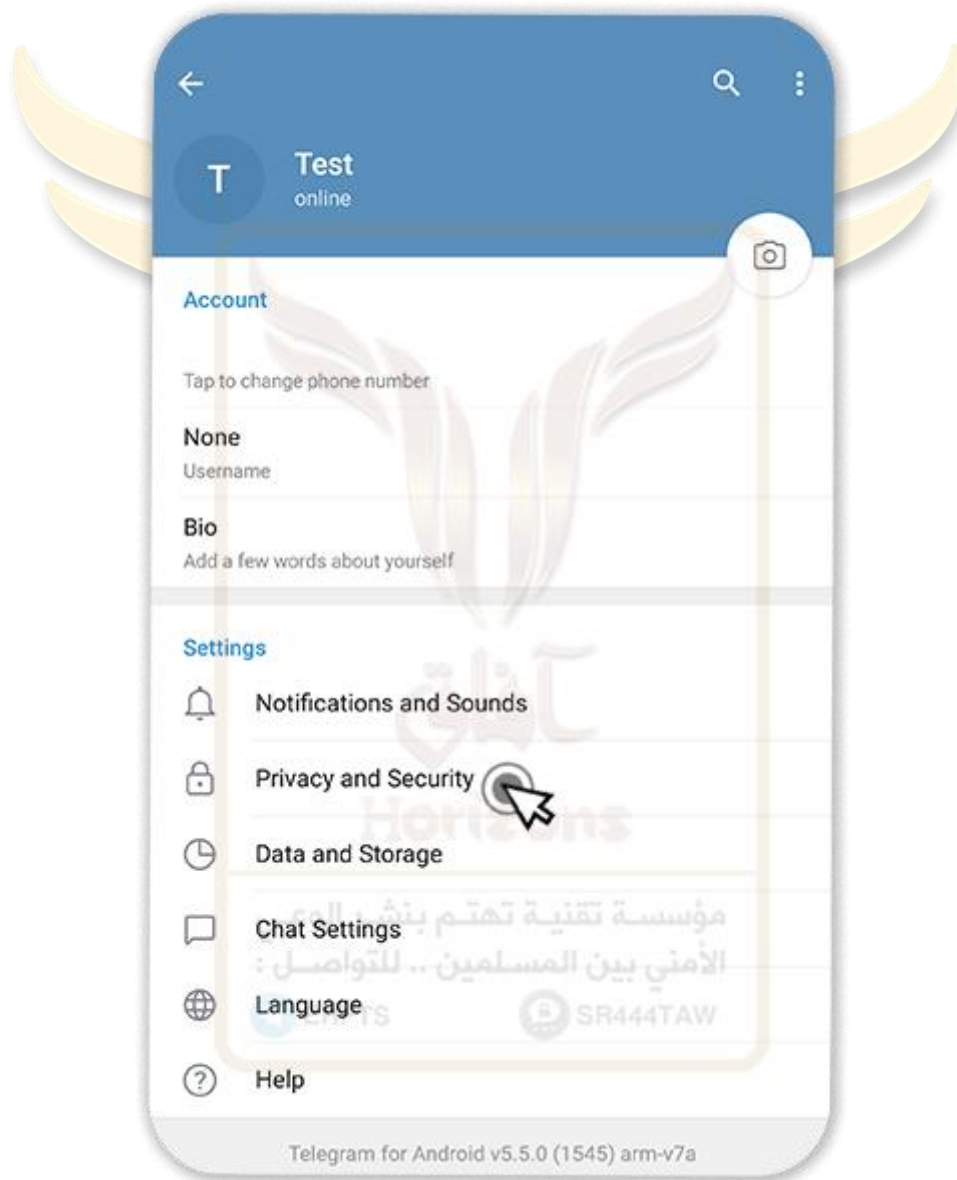 T
Test
online
Account
Tap to change phone number
None
Username
Bio
Add a few words about yourself
Settings
Notifications and Sounds
آفاق
Privacy and Security
Horizons
Data and Storage
مؤسسة تقنية تهتم بنشر الوعي
Chat Settings
الأمني بين المسلمين .. للتواصل :
Language
SR444TAW
Help
Telegram for Android v5.5.0 (1545) arm-v7a